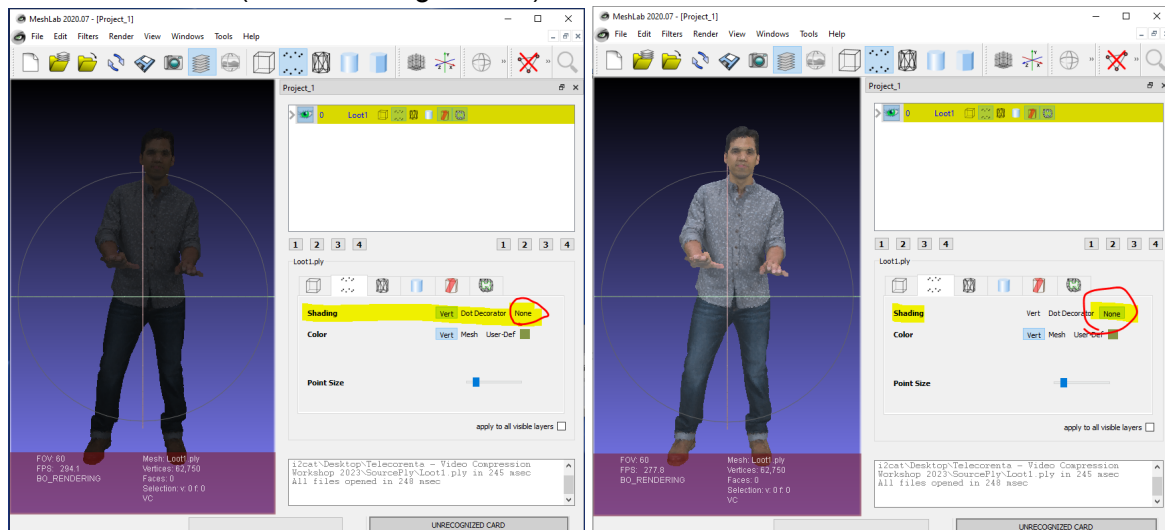 MeshLab 2020.07 - [Project_1]
File Edit Filters Render View Windows Tools Help
Project_1
0 Loot1
1 2 3 4 1 2 3 4
Loot1.ply
Shading Vert Dot Decorator None
Color Vert Mesh User-Def
Point Size
apply to all visible layers
FOV: 60
FPS: 294.1
BO_RENDERING
Mesh: Loot1.ply
Vertices: 62,750
Faces: 0
Selection: v: 0 f: 0
VC
i2cat\Desktop\Telecorenta - Video Compression
Workshop 2023\SourcePly\Loot1.ply in 245 msec
All files opened in 248 msec
UNRECOGNIZED CARD
MeshLab 2020.07 - [Project_1]
File Edit Filters Render View Windows Tools Help
Project_1
0 Loot1
1 2 3 4 1 2 3 4
Loot1.ply
Shading Vert Dot Decorator None
Color Vert Mesh User-Def
Point Size
apply to all visible layers
FOV: 60
FPS: 277.8
BO_RENDERING
Mesh: Loot1.ply
Vertices: 62,750
Faces: 0
Selection: v: 0 f: 0
VC
i2cat\Desktop\Telecorenta - Video Compression
Workshop 2023\SourcePly\Loot1.ply in 245 msec
All files opened in 248 msec
UNRECOGNIZED CARD